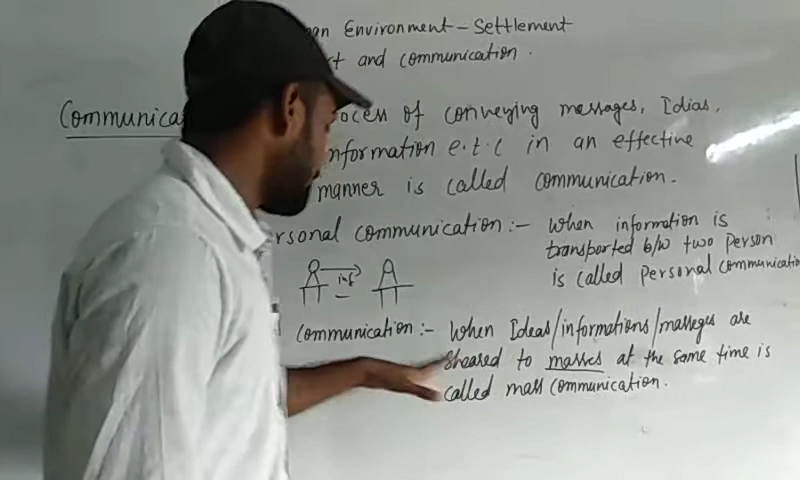 an Environment - Settlement
and communication.
Communica ocess of conveying messages, Idias,
nformation e.t.c in an effective
manner is called communication.
rsonal communication :- When information is
transported b/w two Person
is called Personal communicatio
inf
Communication :- When Ideas/informations/masseges are
sheared to masses at the same time is
called mass communication.